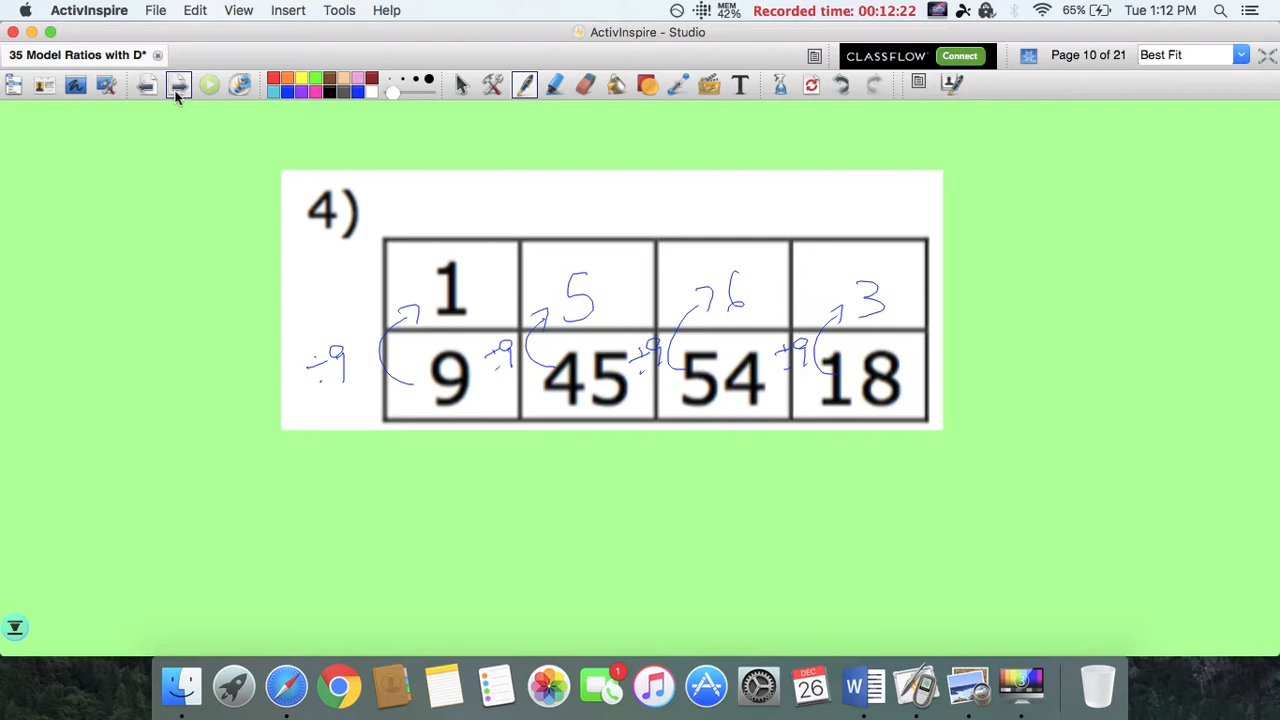 ActivInspire File Edit View Insert Tools Help MEM 42% Recorded time: 00:12:22 65% Tue 1:12 PM
ActivInspire - Studio
35 Model Ratios with D* CLASSFLOW Connect Page 10 of 21 Best Fit
T
4)
1 5 6 3
÷9 9 ÷9 45 ÷9 54 ÷9 18
1
DEC
26